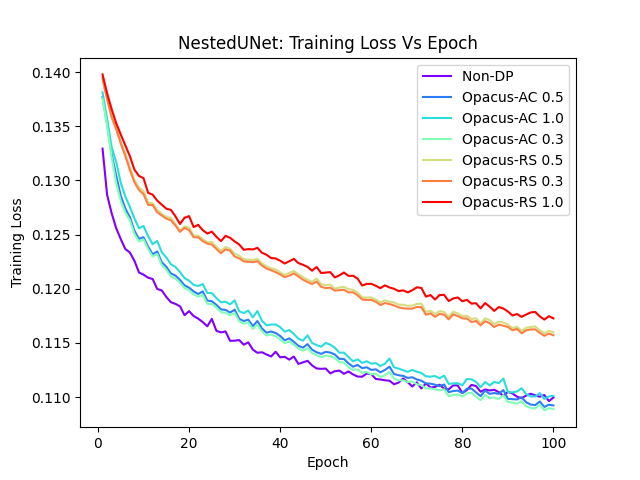 NestedUNet: Training Loss Vs Epoch
Training Loss
0.140
0.135
0.130
0.125
0.120
0.115
0.110
Non-DP
Opacus-AC 0.5
Opacus-AC 1.0
Opacus-AC 0.3
Opacus-RS 0.5
Opacus-RS 0.3
Opacus-RS 1.0
0 20 40 60 80 100
Epoch